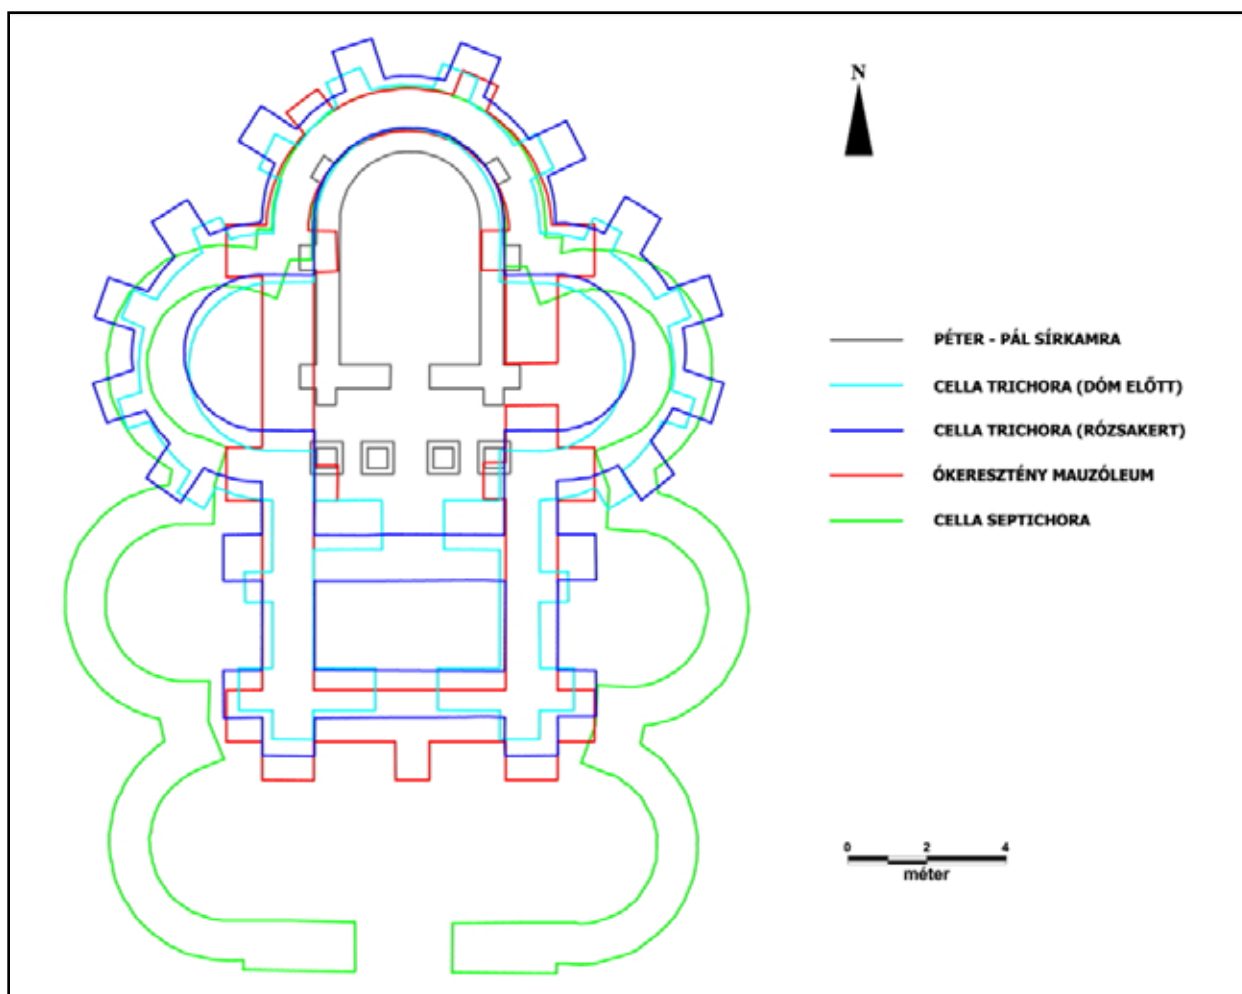 N
PÉTER - PÁL SÍRKAMRA
CELLA TRICHORA (DÓM ELŐTT)
CELLA TRICHORA (RÓZSAKERT)
ÓKERESZTÉNY MAUZÓLEUM
CELLA SEPTICHORA
0 2 4
méter